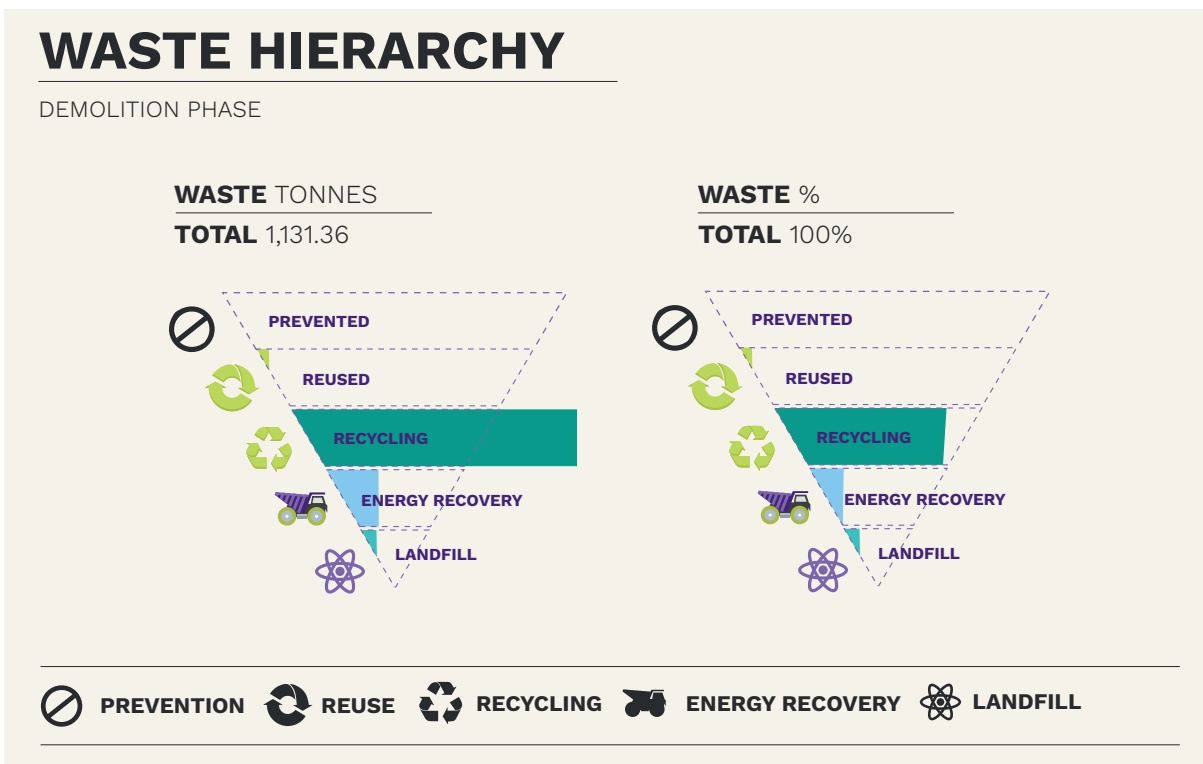 WASTE HIERARCHY
DEMOLITION PHASE
WASTE TONNES
TOTAL 1,131.36
PREVENTED
REUSED
RECYCLING
ENERGY RECOVERY
LANDFILL
WASTE %
TOTAL 100%
PREVENTED
REUSED
RECYCLING
ENERGY RECOVERY
LANDFILL
PREVENTION REUSE RECYCLING ENERGY RECOVERY LANDFILL